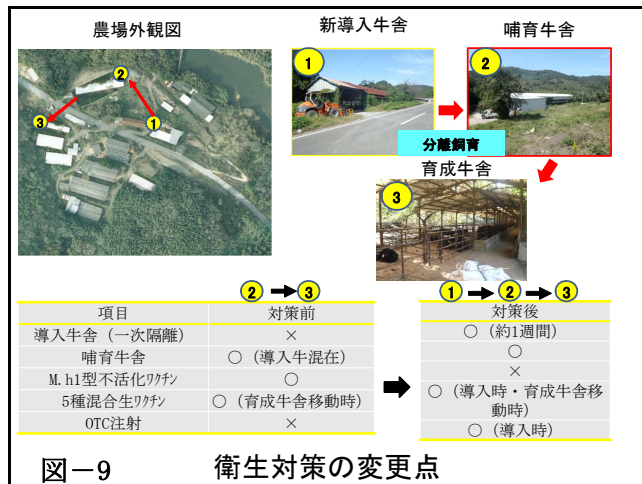 農場外観図
新導入牛舎
哺育牛舎
②
③
①
①
②
分離飼育
育成牛舎
③
② ③
① ② ③
項目 対策前
対策後
導入牛舎（一次隔離） ×
○（約1週間）
哺育牛舎 ○（導入牛混在）
○
M.h1型不活化ﾜｸﾁﾝ ○
×
5種混合生ﾜｸﾁﾝ ○（育成牛舎移動時）
○（導入時・育成牛舎移
動時）
OTC注射 ×
○（導入時）
図－9 衛生対策の変更点